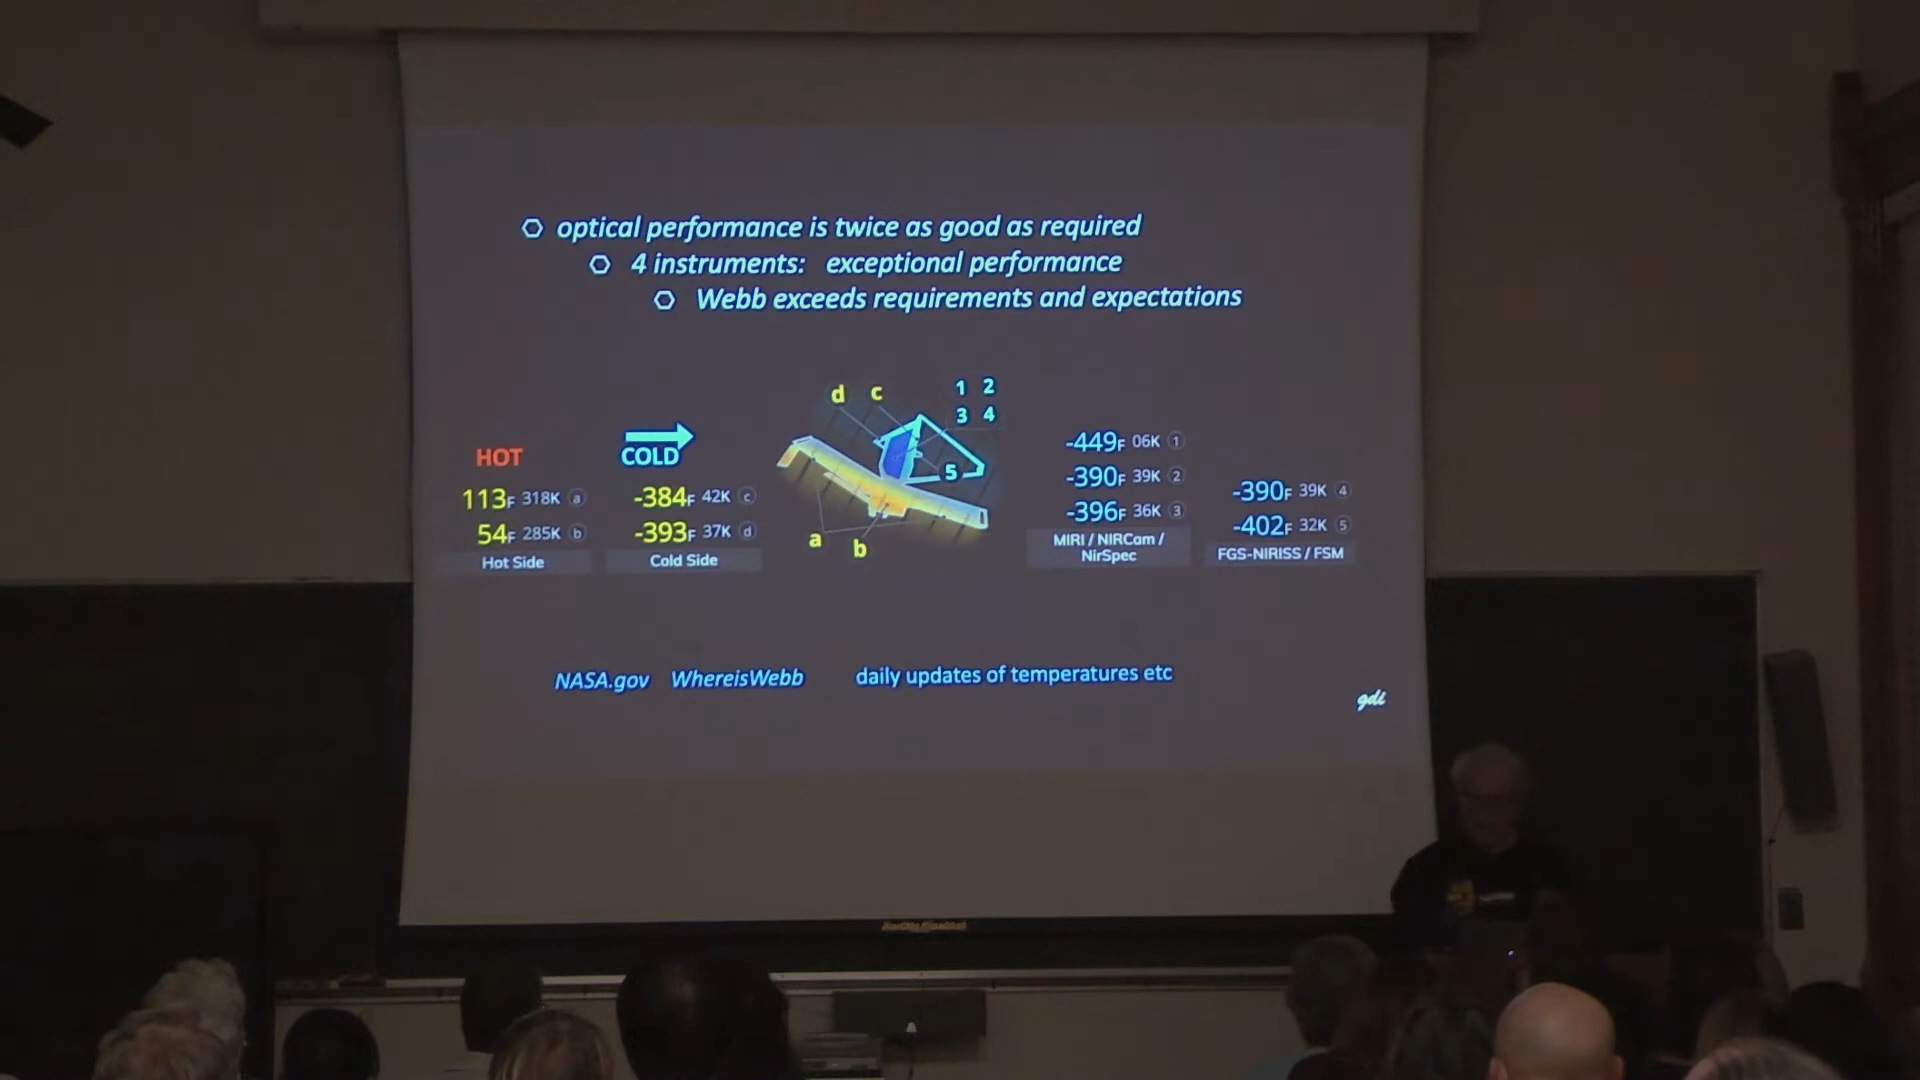 optical performance is twice as good as required
4 instruments: exceptional performance
Webb exceeds requirements and expectations
d c 1 2
3 4
HOT
COLD
5
113F 318K a
54F 285K b
Hot Side
-384F 42K c
-393F 37K d
Cold Side
a
b
-449F 06K 1
-390F 39K 2
-396F 36K 3
MIRI / NIRCam /
NirSpec
-390F 39K 4
-402F 32K 5
FGS-NIRISS / FSM
NASA.gov WhereisWebb daily updates of temperatures etc
gdi